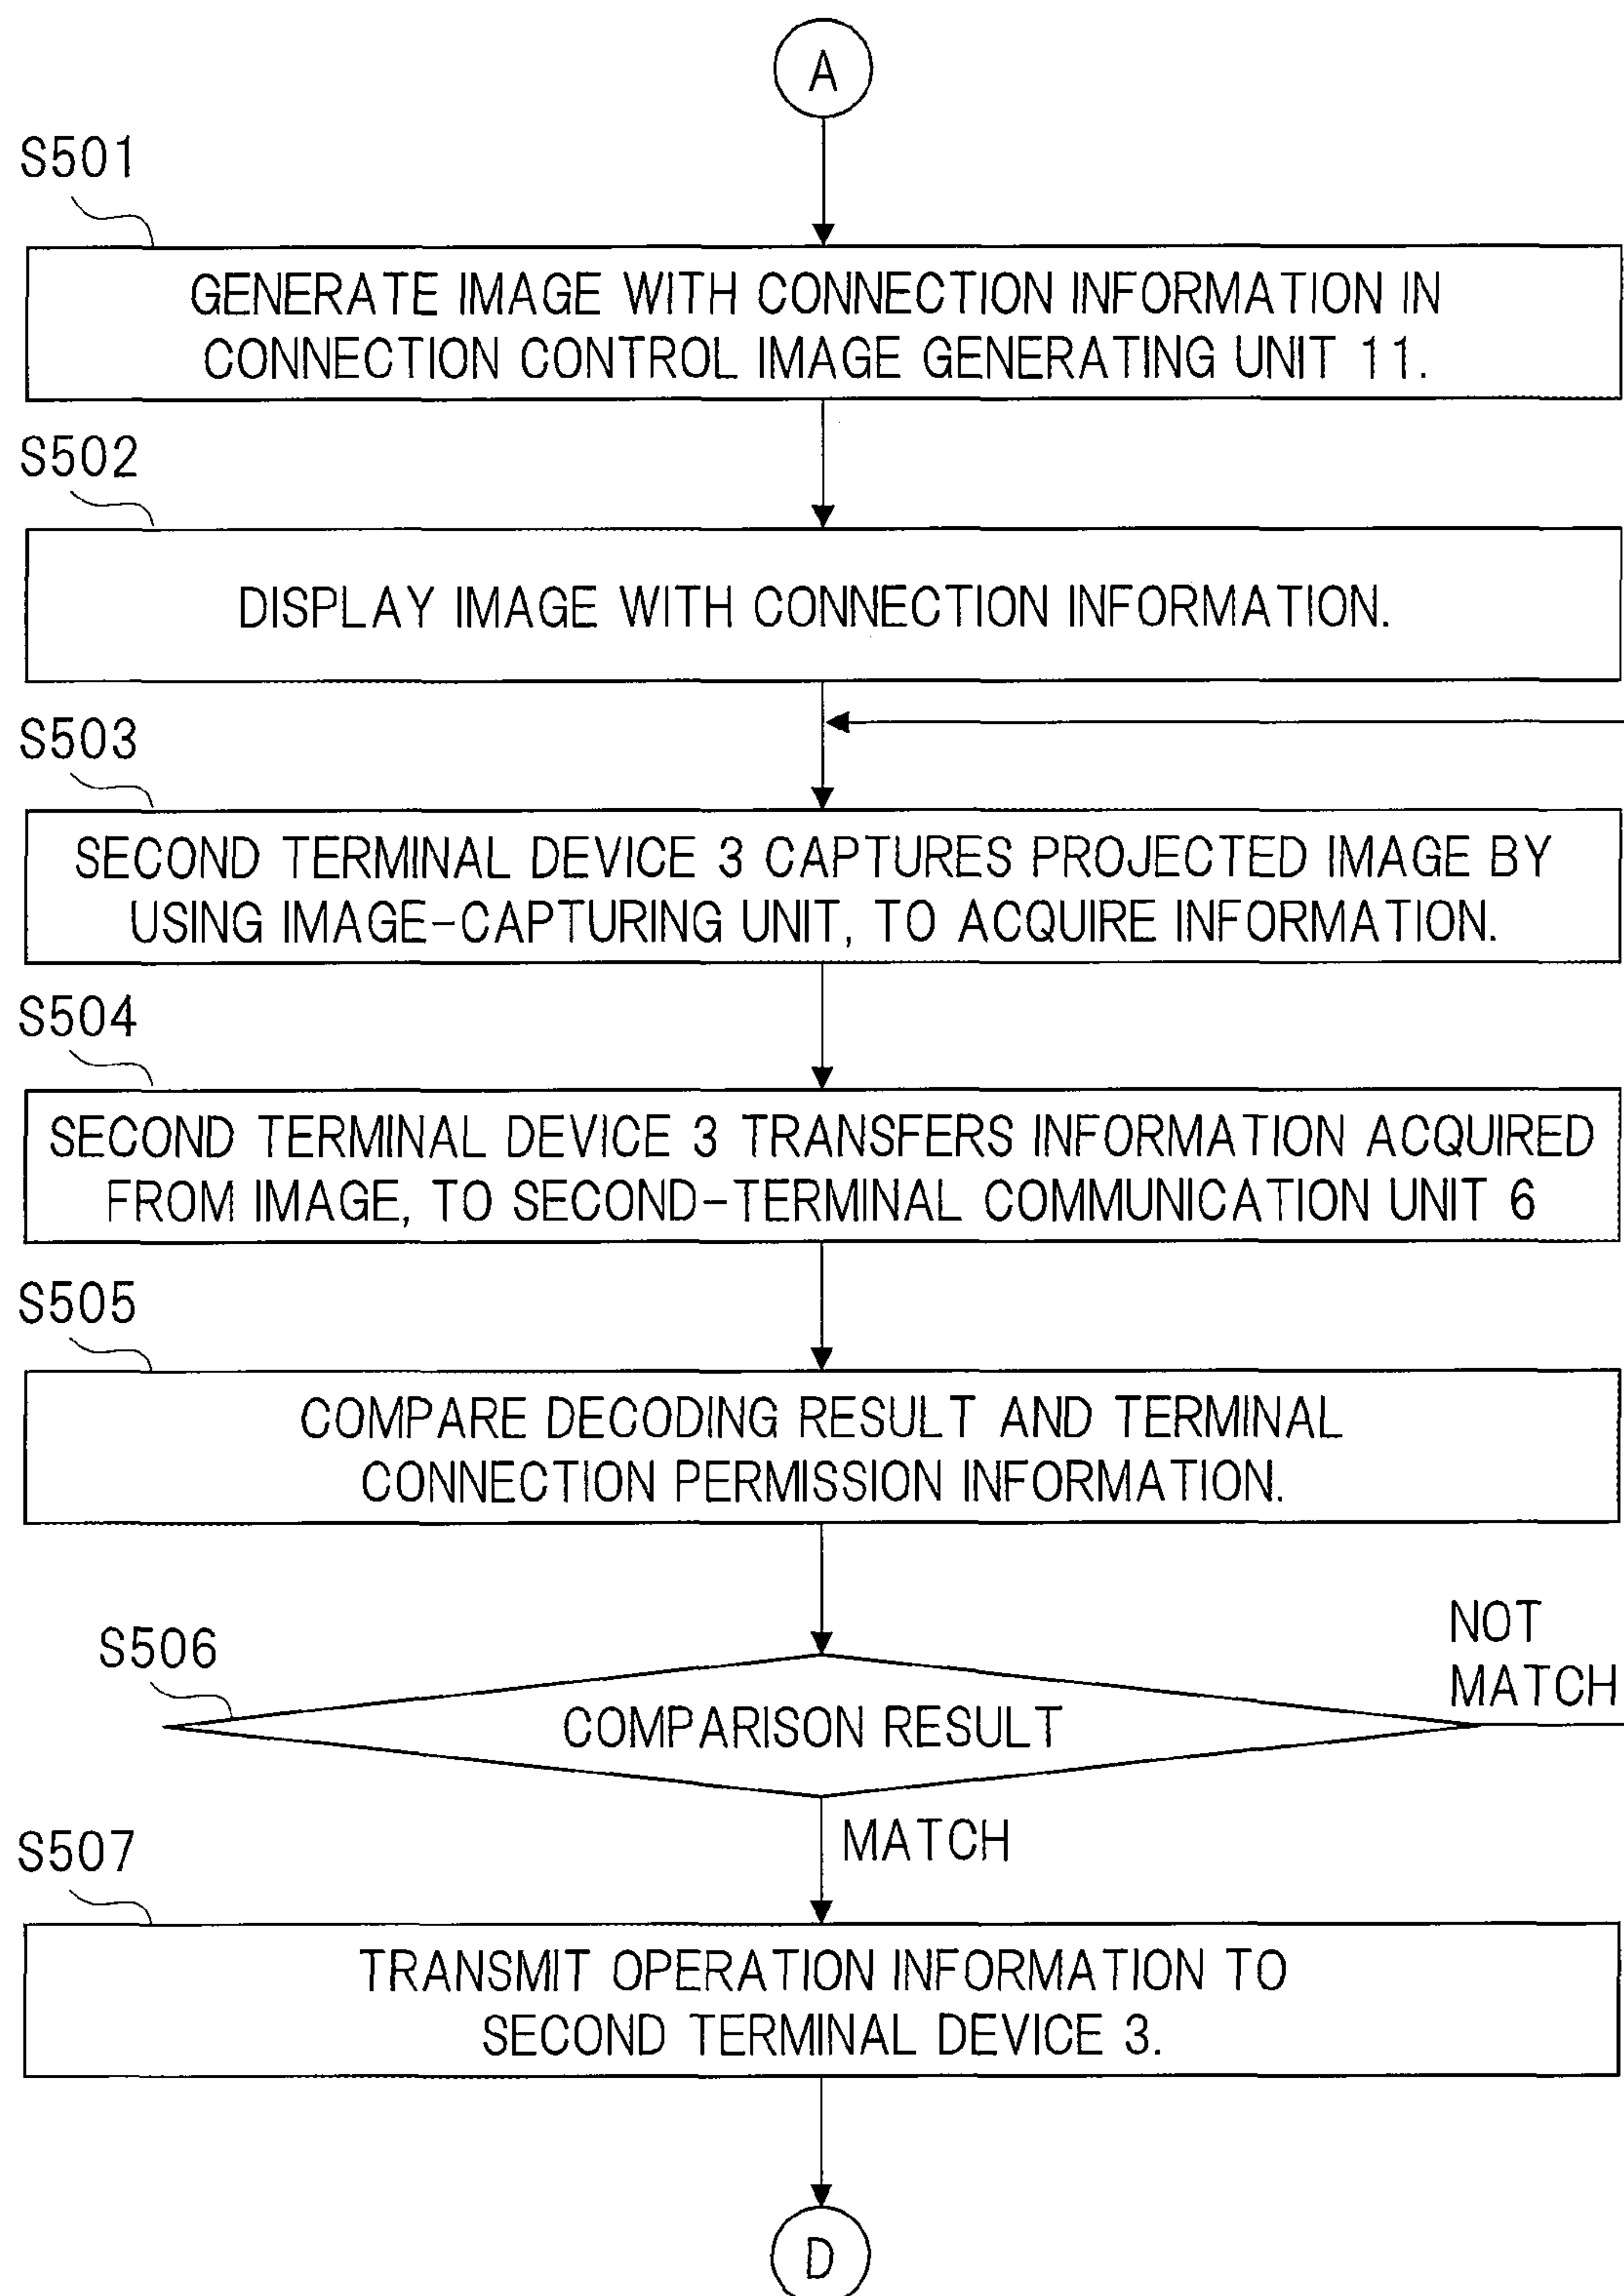 A
S501
GENERATE IMAGE WITH CONNECTION INFORMATION IN
CONNECTION CONTROL IMAGE GENERATING UNIT 11.
S502
DISPLAY IMAGE WITH CONNECTION INFORMATION.
S503
SECOND TERMINAL DEVICE 3 CAPTURES PROJECTED IMAGE BY
USING IMAGE-CAPTURING UNIT, TO ACQUIRE INFORMATION.
S504
SECOND TERMINAL DEVICE 3 TRANSFERS INFORMATION ACQUIRED
FROM IMAGE, TO SECOND-TERMINAL COMMUNICATION UNIT 6
S505
COMPARE DECODING RESULT AND TERMINAL
CONNECTION PERMISSION INFORMATION.
S506
COMPARISON RESULT
NOT
MATCH
MATCH
S507
TRANSMIT OPERATION INFORMATION TO
SECOND TERMINAL DEVICE 3.
D